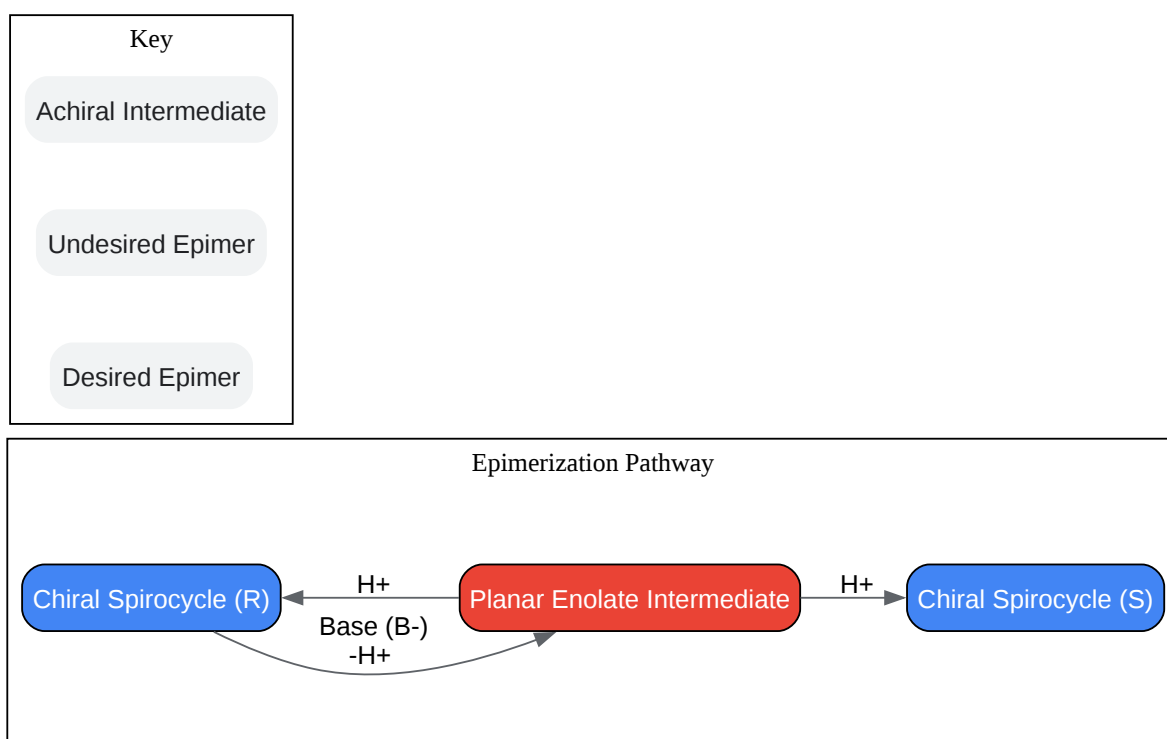 Key
Achiral Intermediate
Undesired Epimer
Desired Epimer
Epimerization Pathway
Chiral Spirocycle (R)
H+
Base (B-)
-H+
Planar Enolate Intermediate
H+
Chiral Spirocycle (S)